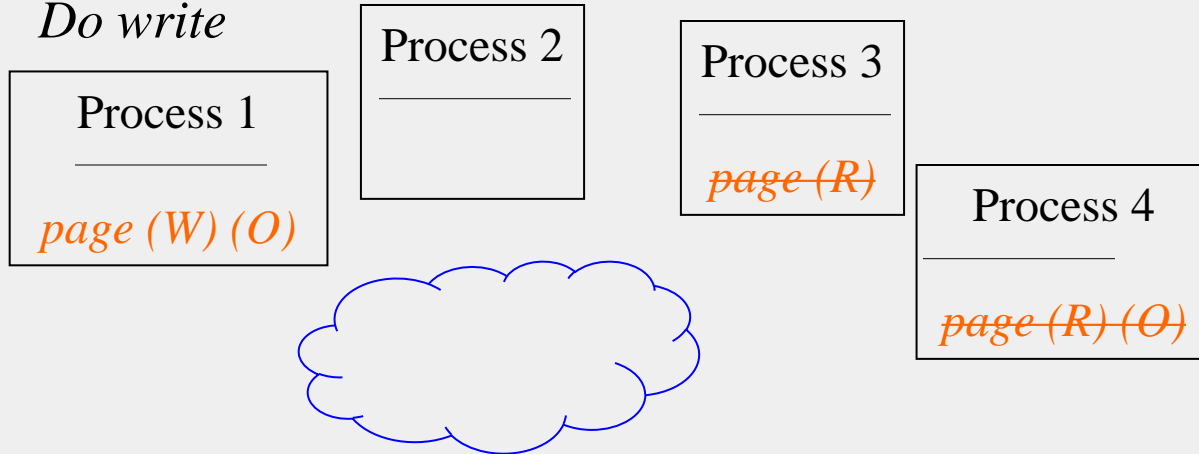 Do write
Process 1
page (W) (O)
Process 2
Process 3
page (R)
Process 4
page (R) (O)